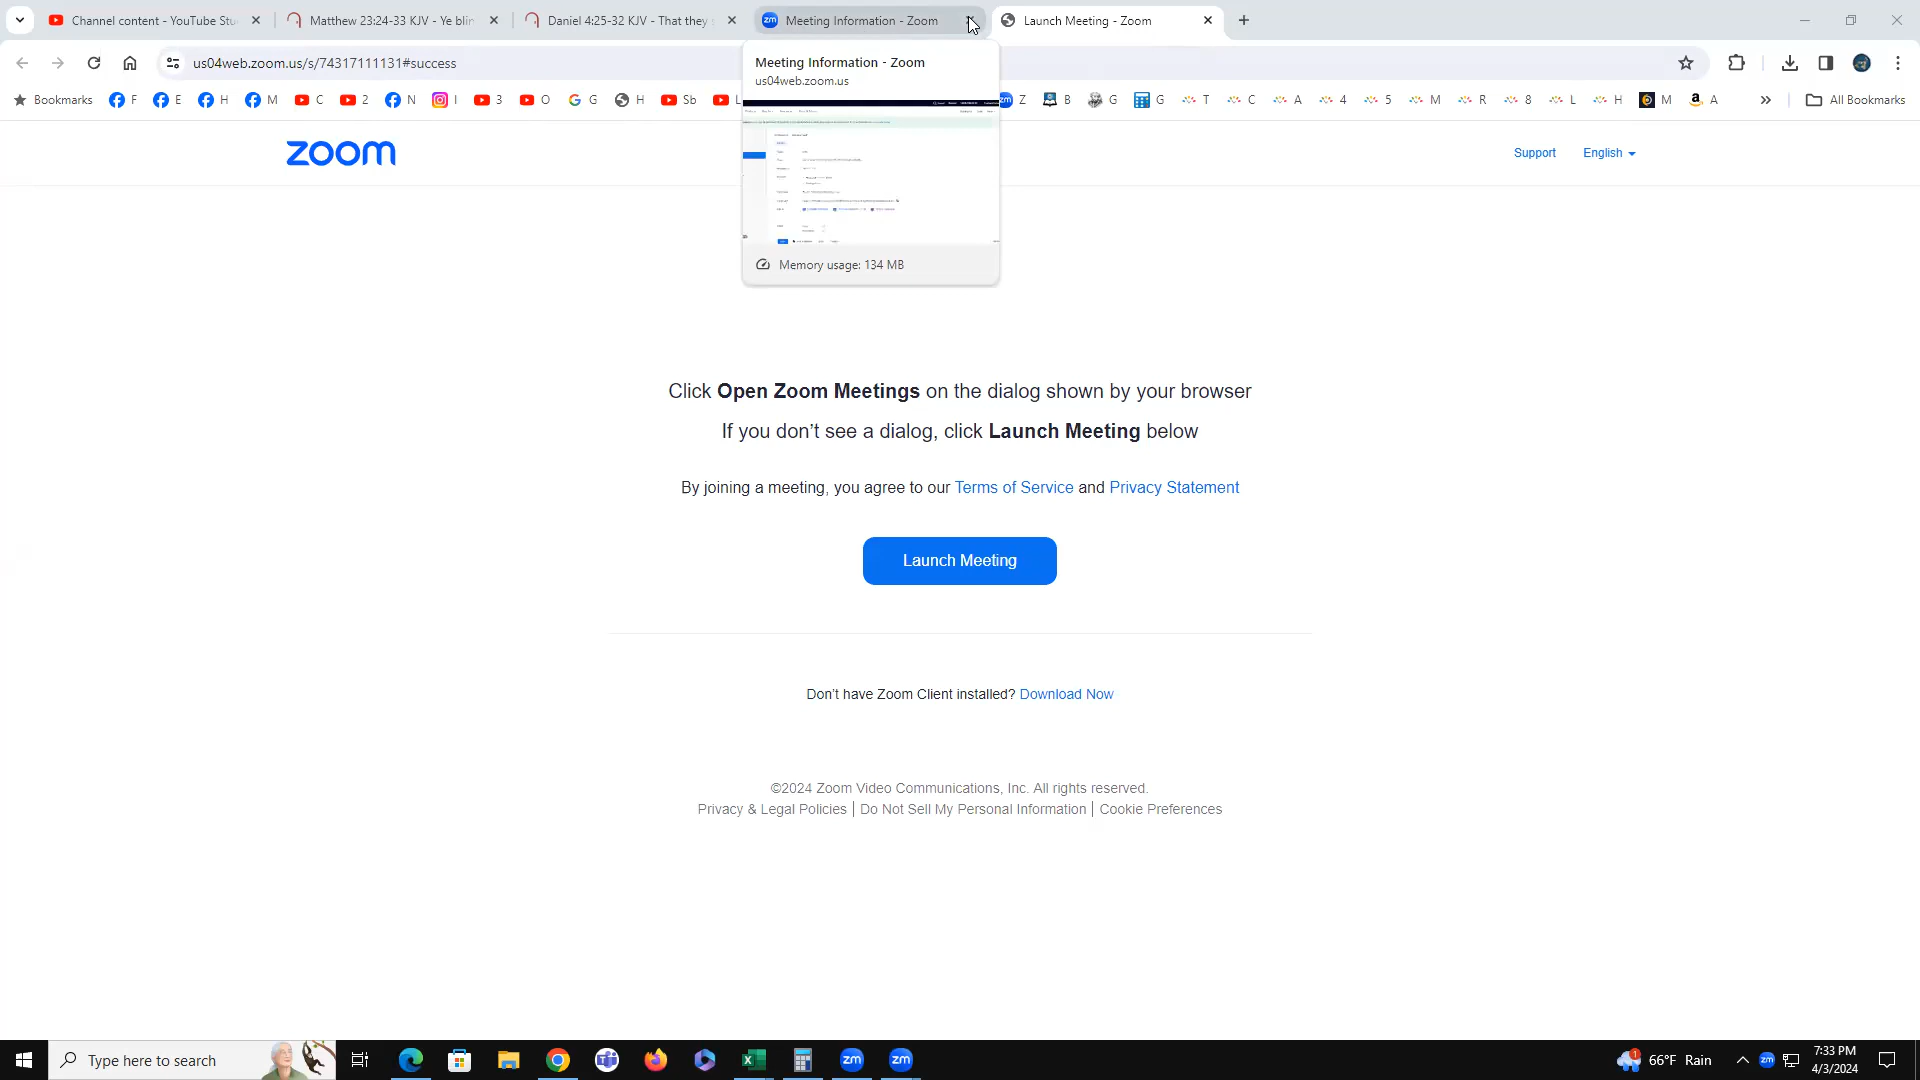 Channel content - YouTube Stu
Matthew 23:24-33 KJV - Ye blin
Daniel 4:25-32 KJV - That they s
Meeting Information - Zoom
Launch Meeting - Zoom
us04web.zoom.us/s/74317111131#success
Meeting Information - Zoom
us04web.zoom.us
Bookmarks F E H M C 2 N I 3 O G H Sb L Z B G G T C A 4 5 M R 8 L H M A All Bookmarks
zoom
Support English
Memory usage: 134 MB
Click Open Zoom Meetings on the dialog shown by your browser
If you don’t see a dialog, click Launch Meeting below
By joining a meeting, you agree to our Terms of Service and Privacy Statement
Launch Meeting
Don’t have Zoom Client installed? Download Now
©2024 Zoom Video Communications, Inc. All rights reserved.
Privacy & Legal Policies | Do Not Sell My Personal Information | Cookie Preferences
Type here to search
66°F Rain
7:33 PM
4/3/2024